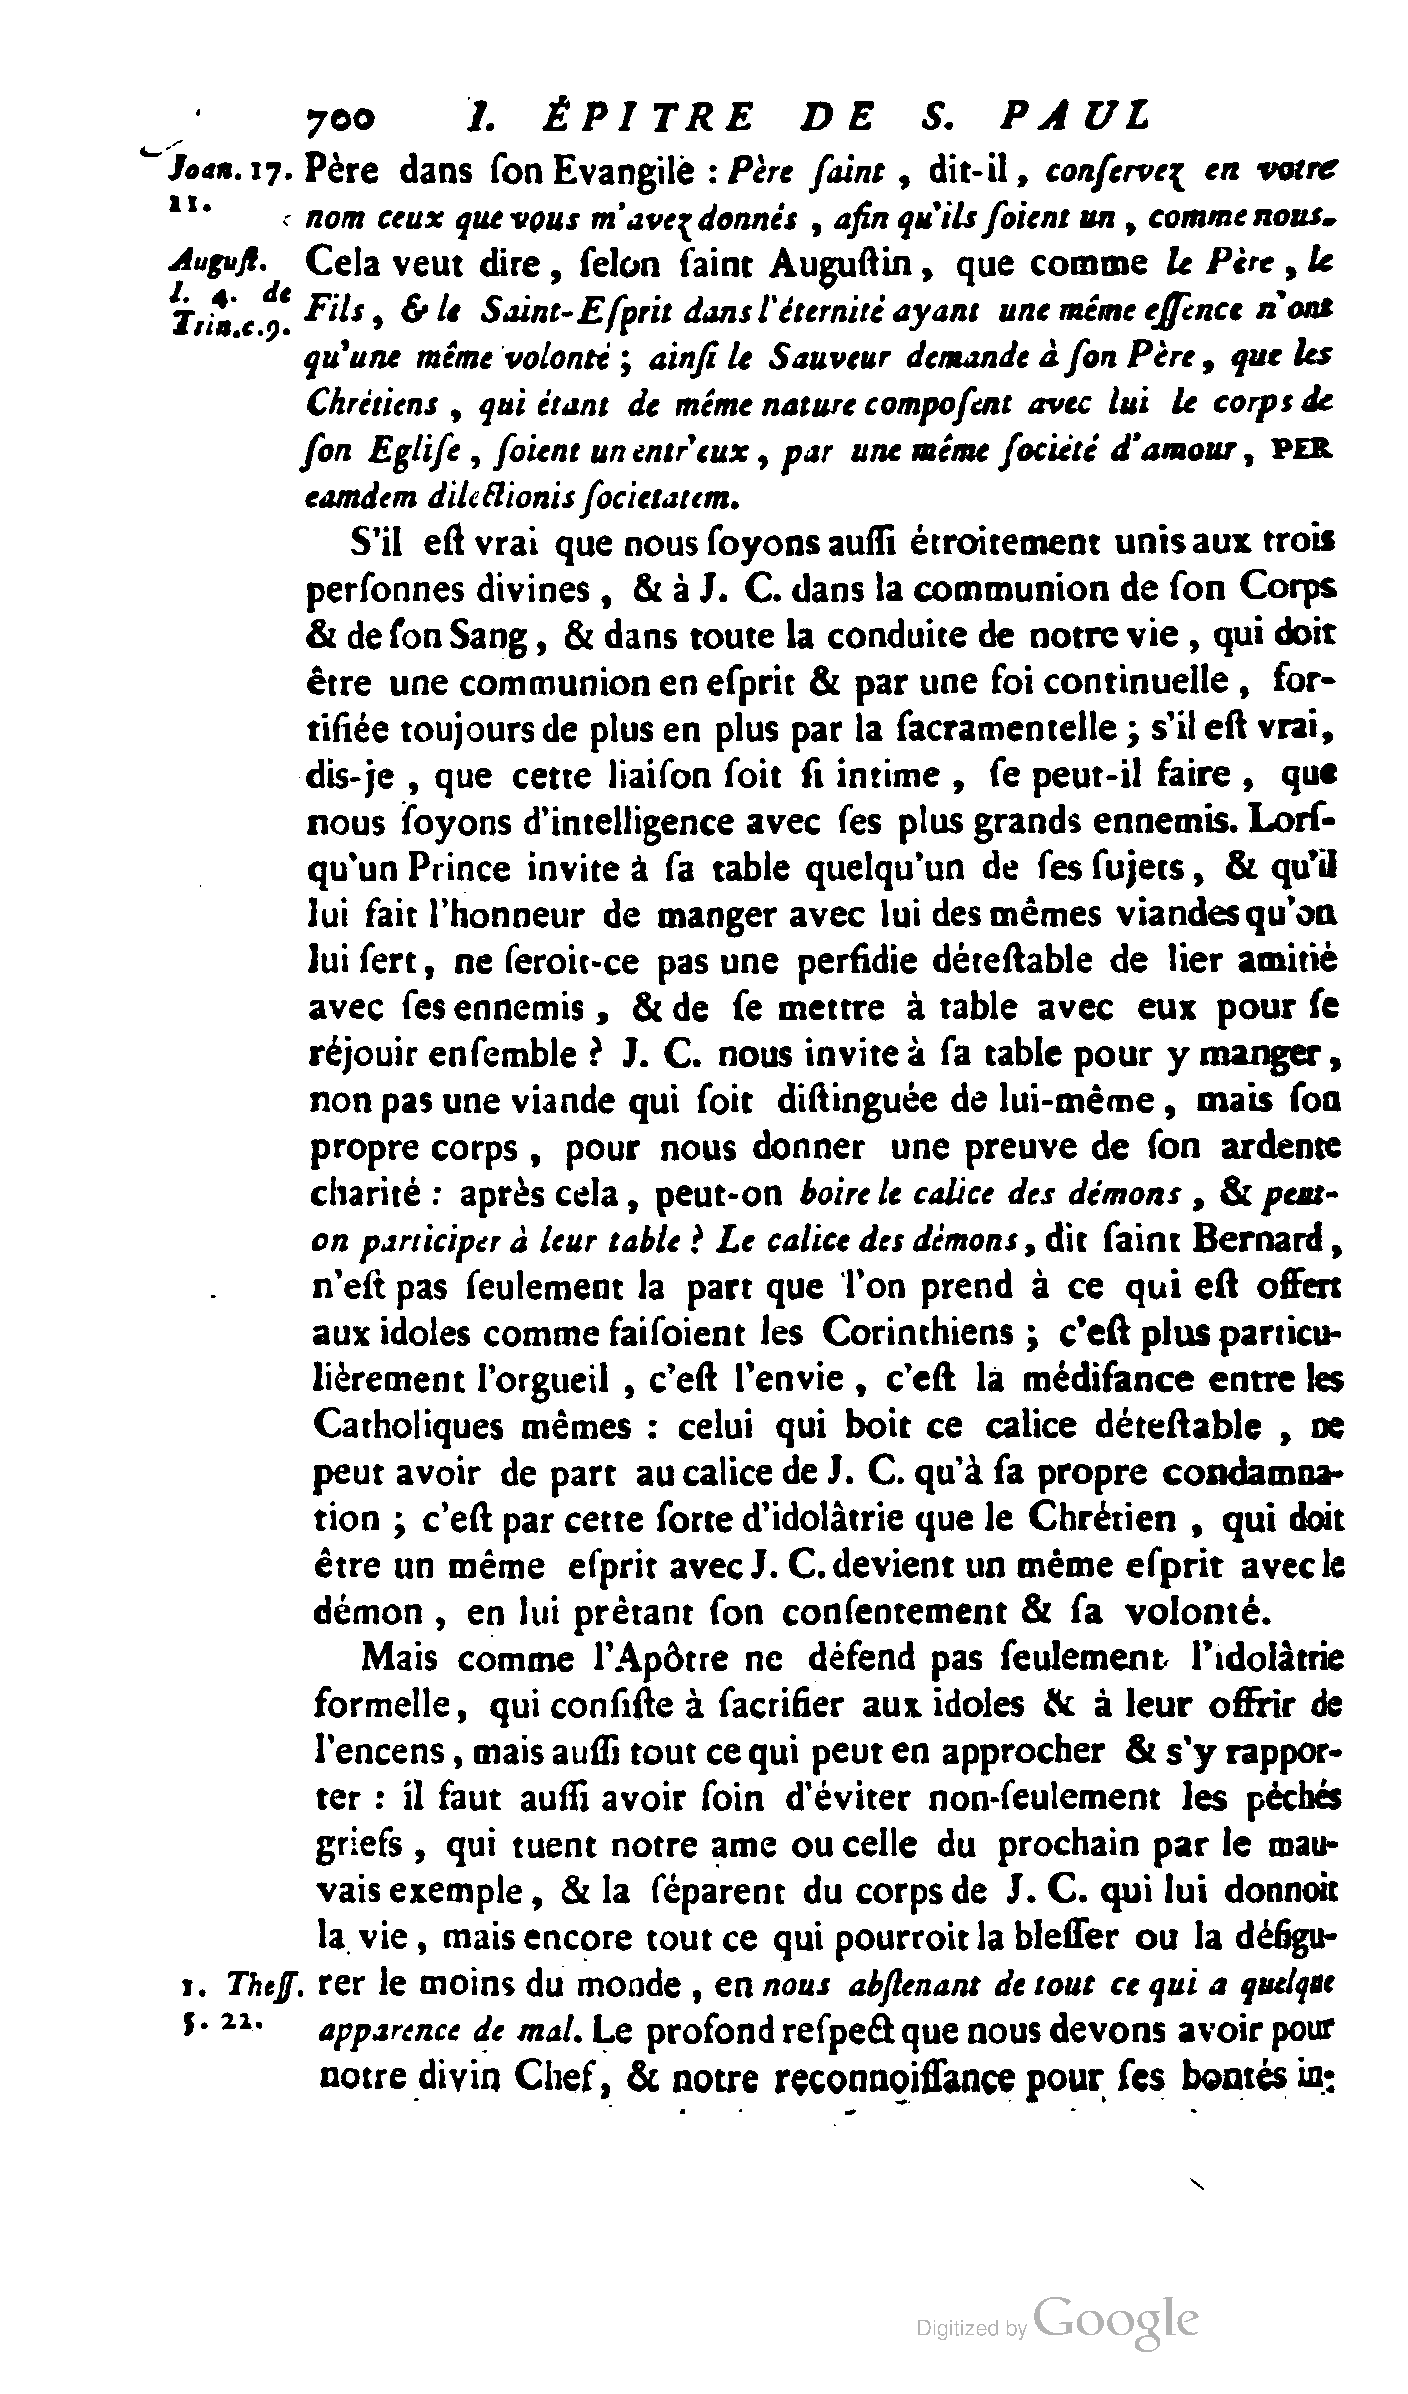 700 1. ÉPITRE DE S. PAUL
Joan. 17. Père dans ſon Evangile : Père ſaint , dit-il , conſervez en votre
11. nom ceux que vous m'avez donnés , afin qu'ils ſoient un , comme nous.
Auguſt. Cela veut dire , ſelon ſaint Auguſtin , que comme le Père , le
l. 4. de
Trin.c.9. Fils , & le Saint-Eſprit dans l'éternité ayant une même eſſence n'ont
qu'une même volonté ; ainſi le Sauveur demande à ſon Père , que les
Chrétiens , qui étant de même nature compoſent avec lui le corps de
ſon Egliſe , ſoient un entr'eux , par une même ſociété d'amour , PER
eamdem dilectionis ſocietatem.
S'il eſt vrai que nous ſoyons auſſi étroitement unis aux trois
perſonnes divines , & à J. C. dans la communion de ſon Corps
& de ſon Sang , & dans toute la conduite de notre vie , qui doit
être une communion en eſprit & par une foi continuelle , for-
tifiée toujours de plus en plus par la ſacramentelle ; s'il eſt vrai,
dis-je , que cette liaiſon ſoit ſi intime , ſe peut-il faire , que
nous ſoyons d'intelligence avec ſes plus grands ennemis. Lorſ-
qu'un Prince invite à ſa table quelqu'un de ſes ſujets , & qu'il
lui fait l'honneur de manger avec lui des mêmes viandes qu'on
lui ſert, ne ſeroit-ce pas une perfidie déteſtable de lier amitié
avec ſes ennemis , & de ſe mettre à table avec eux pour ſe
réjouir enſemble ? J. C. nous invite à ſa table pour y manger ,
non pas une viande qui ſoit diſtinguée de lui-même , mais ſon
propre corps , pour nous donner une preuve de ſon ardente
charité : après cela , peut-on boire le calice des démons , & peut-
on participer à leur table ? Le calice des démons , dit ſaint Bernard ,
n'eſt pas ſeulement la part que l'on prend à ce qui eſt offert
aux idoles comme faiſoient les Corinthiens ; c'eſt plus particu-
lièrement l'orgueil , c'eſt l'envie , c'eſt la médiſance entre les
Catholiques mêmes : celui qui boit ce calice déteſtable , ne
peut avoir de part au calice de J. C. qu'à ſa propre condamna-
tion ; c'eſt par cette ſorte d'idolâtrie que le Chrétien , qui doit
être un même eſprit avec J. C. devient un même eſprit avec le
démon , en lui prêtant ſon conſentement & ſa volonté.
Mais comme l'Apôtre ne défend pas ſeulement l'idolâtrie
formelle, qui conſiſte à ſacrifier aux idoles & à leur offrir de
l'encens , mais auſſi tout ce qui peut en approcher & s'y rappor-
ter : il faut auſſi avoir ſoin d'éviter non-ſeulement les péchés
griefs , qui tuent notre ame ou celle du prochain par le mau-
vais exemple , & la ſéparent du corps de J. C. qui lui donnoit
la vie , mais encore tout ce qui pourroit la bleſſer ou la défigu-
1. Theſſ. rer le moins du monde , en nous abſtenant de tout ce qui a quelque
5. 22. apparence de mal. Le profond reſpect que nous devons avoir pour
notre divin Chef , & notre reconnoiſſance pour ſes bontés in-
Digitized by Google